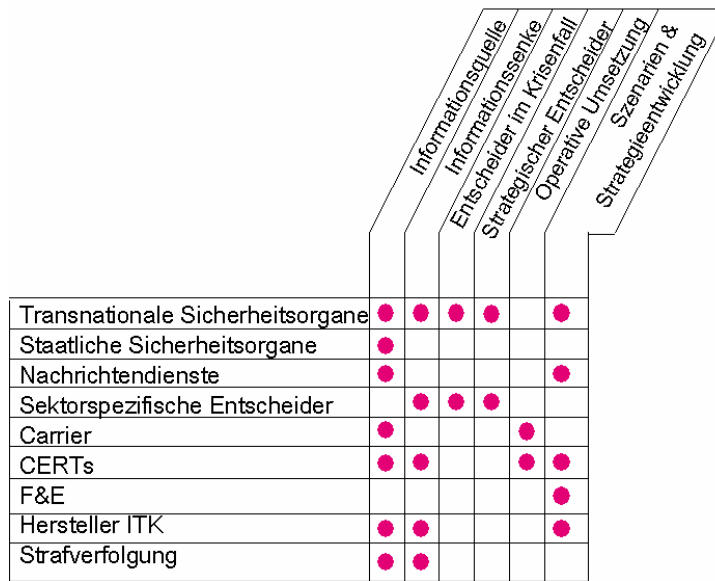 Informationsquelle
Informationssenke
Entscheider im Krisenfall
Strategischer Entscheider
Operative Umsetzung
Szenarien &
Strategieentwicklung
Transnationale Sicherheitsorgane
Staatliche Sicherheitsorgane
Nachrichtendienste
Sektorspezifische Entscheider
Carrier
CERTs
F&E
Hersteller ITK
Strafverfolgung